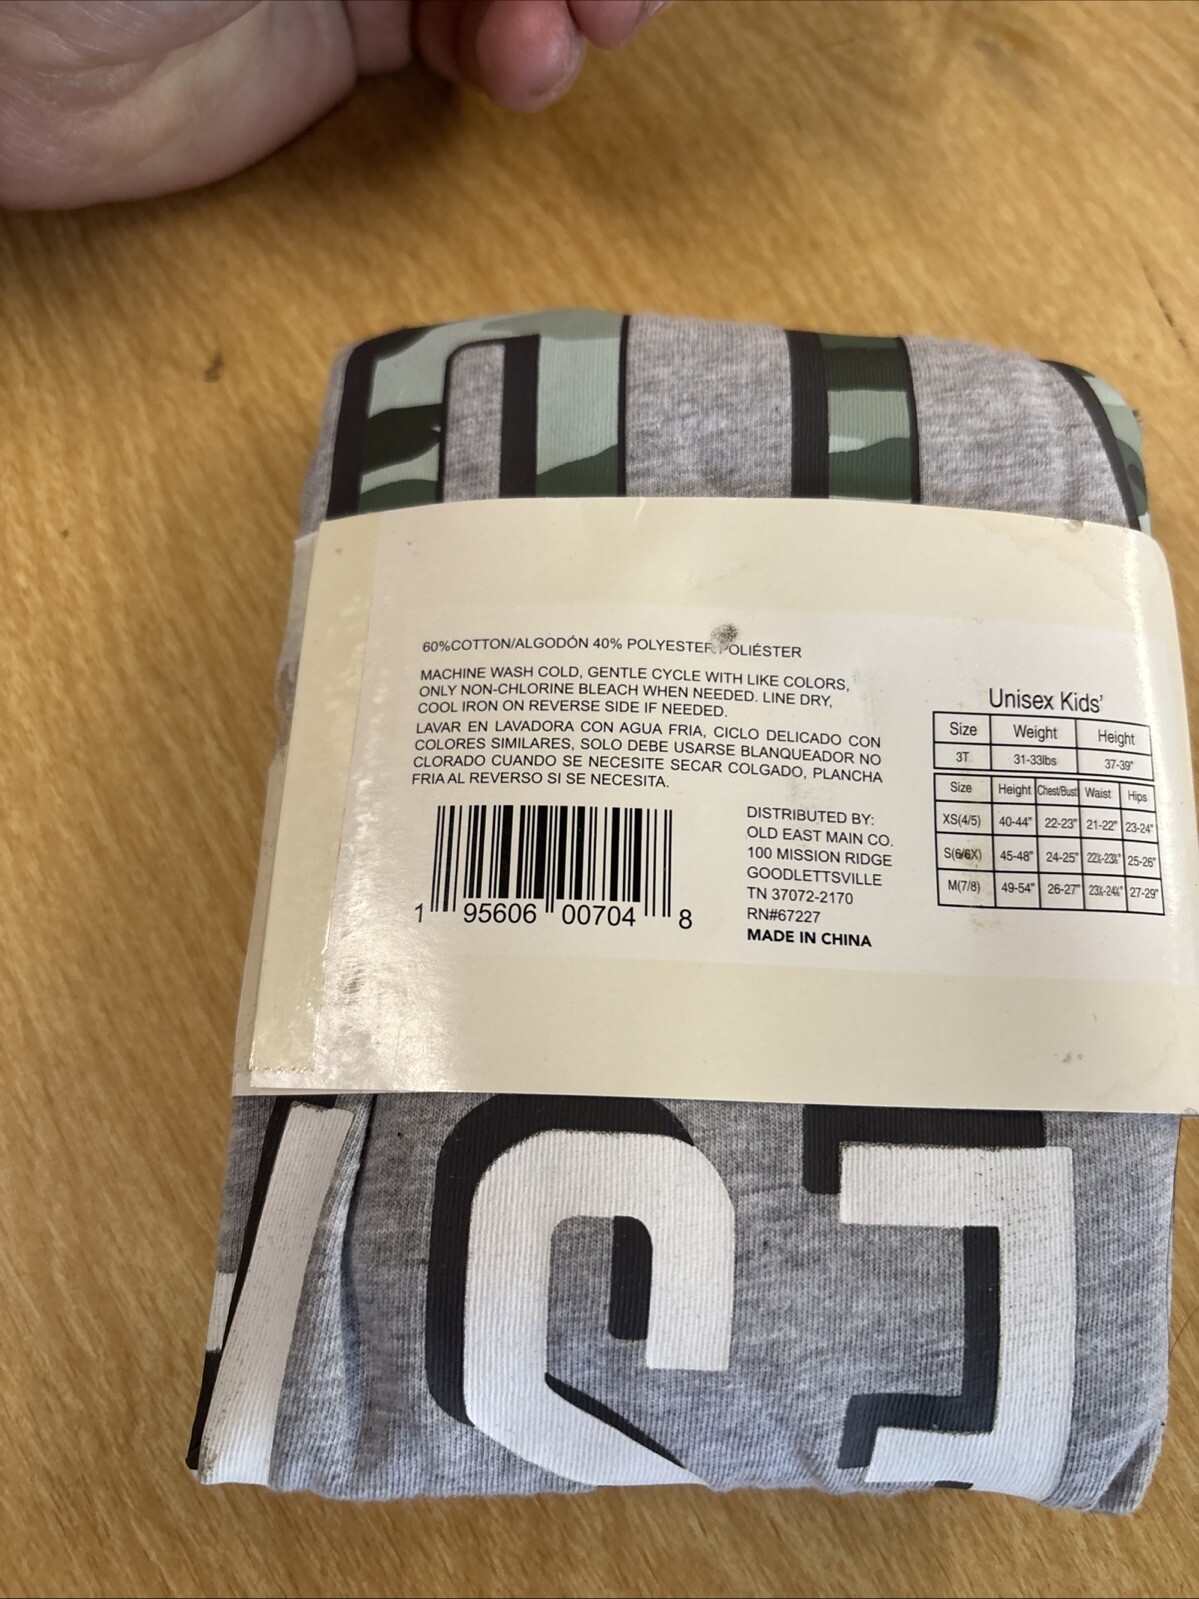 60%COTTON/ALGODÓN 40% POLYESTER/POLIÉSTER
MACHINE WASH COLD, GENTLE CYCLE WITH LIKE COLORS,
ONLY NON-CHLORINE BLEACH WHEN NEEDED. LINE DRY,
COOL IRON ON REVERSE SIDE IF NEEDED.
LAVAR EN LAVADORA CON AGUA FRIA, CICLO DELICADO CON
COLORES SIMILARES, SOLO DEBE USARSE BLANQUEADOR NO
CLORADO CUANDO SE NECESITE SECAR COLGADO, PLANCHA
FRIA AL REVERSO SI SE NECESITA.
1 95606 00704 8
DISTRIBUTED BY:
OLD EAST MAIN CO.
100 MISSION RIDGE
GOODLETTSVILLE
TN 37072-2170
RN#67227
MADE IN CHINA
Unisex Kids'
Size Weight Height
3T 31-33lbs 37-39"
Size Height Chest/Bust Waist Hips
XS(4/5) 40-44" 22-23" 21-22" 23-24"
S(6/6X) 45-48" 24-25" 25-26"
M(7/8) 49-54" 26-27" 27-29"